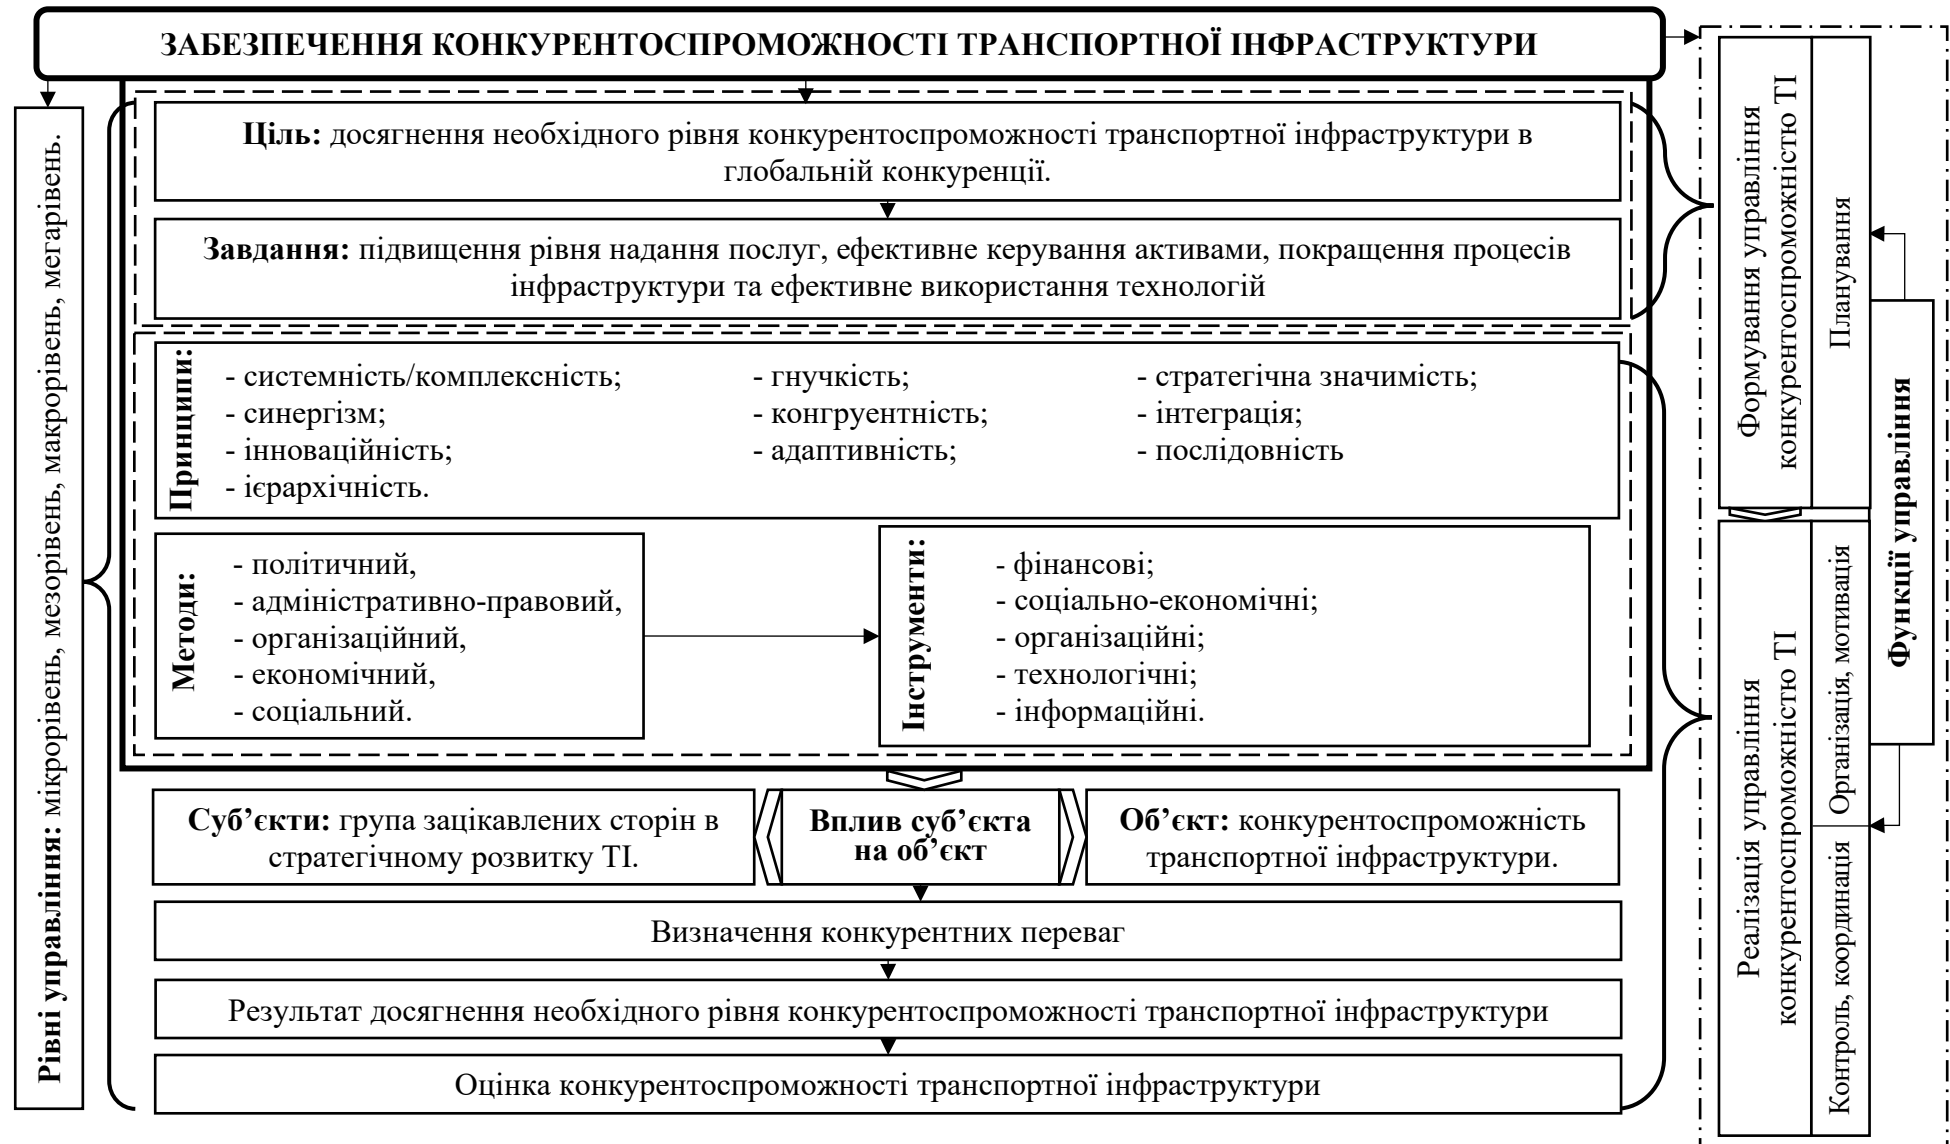 ЗАБЕЗПЕЧЕННЯ КОНКУРЕНТОСПРОМОЖНОСТІ ТРАНСПОРТНОЇ ІНФРАСТРУКТУРИ
Рівні управління: мікрорівень, мезорівень, макрорівень, мегарівень.
Ціль: досягнення необхідного рівня конкурентоспроможності транспортної інфраструктури в
глобальній конкуренції.
Завдання: підвищення рівня надання послуг, ефективне керування активами, покращення процесів
інфраструктури та ефективне використання технологій
Принципи:
- системність/комплексність;
- синергізм;
- інноваційність;
- ієрархічність.
- гнучкість;
- конгруентність;
- адаптивність;
- стратегічна значимість;
- інтеграція;
- послідовність
Методи:
- політичний,
- адміністративно-правовий,
- організаційний,
- економічний,
- соціальний.
Інструменти:
- фінансові;
- соціально-економічні;
- організаційні;
- технологічні;
- інформаційні.
Суб’єкти: група зацікавлених сторін в
стратегічному розвитку ТІ.
Вплив суб’єкта
на об’єкт
Об’єкт: конкурентоспроможність
транспортної інфраструктури.
Визначення конкурентних переваг
Результат досягнення необхідного рівня конкурентоспроможності транспортної інфраструктури
Оцінка конкурентоспроможності транспортної інфраструктури
Формування управління
конкурентоспроможністю ТІ
Планування
Функції управління
Реалізація управління
конкурентоспроможністю ТІ
Організація, мотивація
Контроль, координація